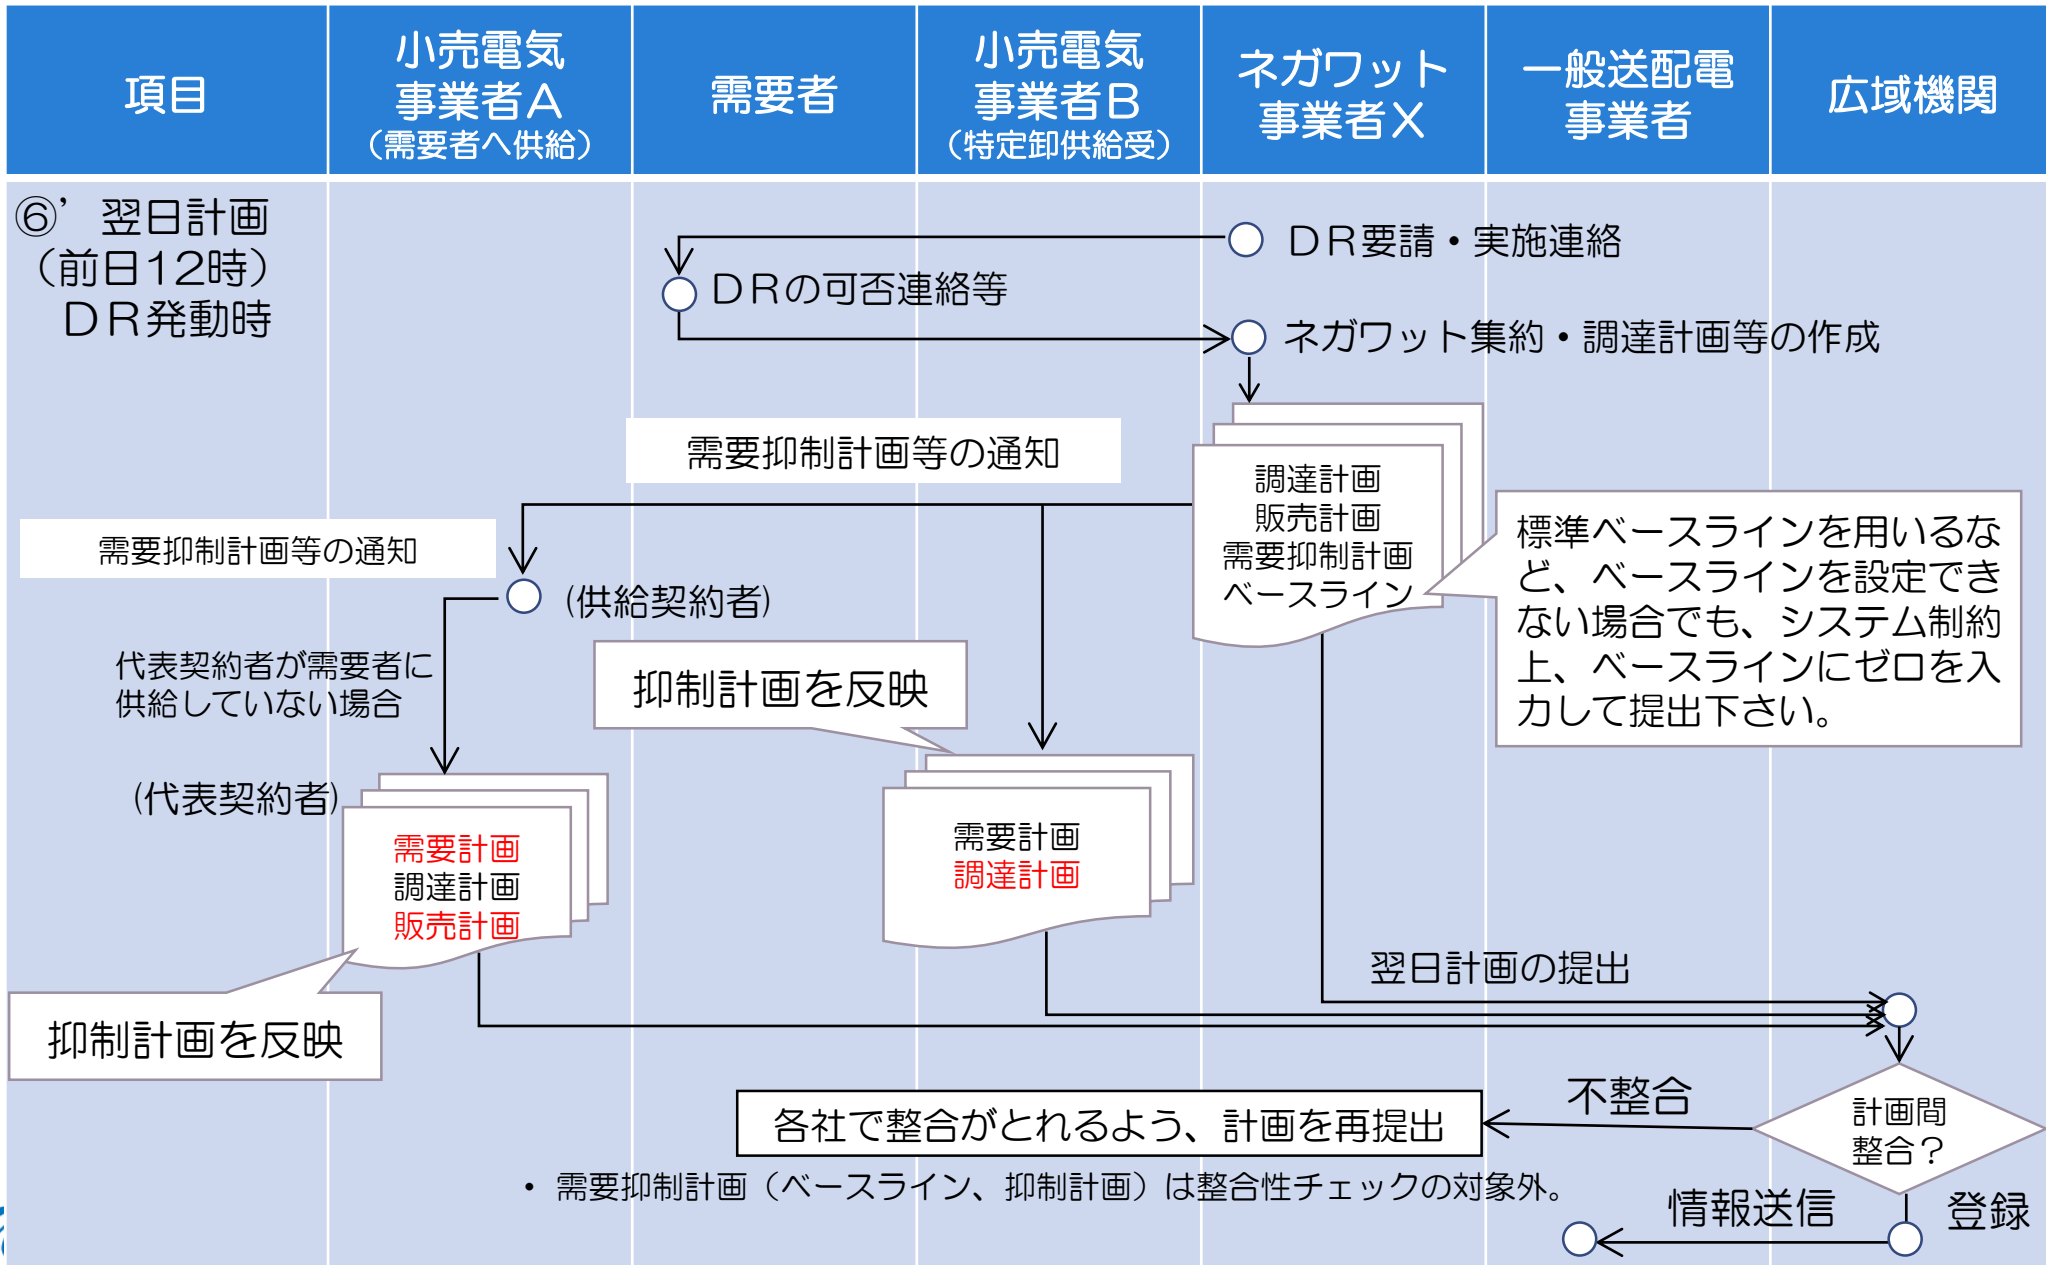 項目
小売電気
事業者A
（需要者へ供給）
需要者
小売電気
事業者B
（特定卸供給受）
ネガワット
事業者X
一般送配電
事業者
広域機関
⑥’翌日計画
（前日12時）
DR発動時
DR要請・実施連絡
DRの可否連絡等
ネガワット集約・調達計画等の作成
需要抑制計画等の通知
調達計画
販売計画
需要抑制計画
ベースライン
標準ベースラインを用いるな
ど、ベースラインを設定でき
ない場合でも、システム制約
上、ベースラインにゼロを入
力して提出下さい。
需要抑制計画等の通知
(供給契約者)
代表契約者が需要者に
供給していない場合
抑制計画を反映
(代表契約者)
需要計画
調達計画
販売計画
需要計画
調達計画
翌日計画の提出
抑制計画を反映
不整合
各社で整合がとれるよう、計画を再提出
計画間
整合？
・ 需要抑制計画（ベースライン、抑制計画）は整合性チェックの対象外。
情報送信
登録